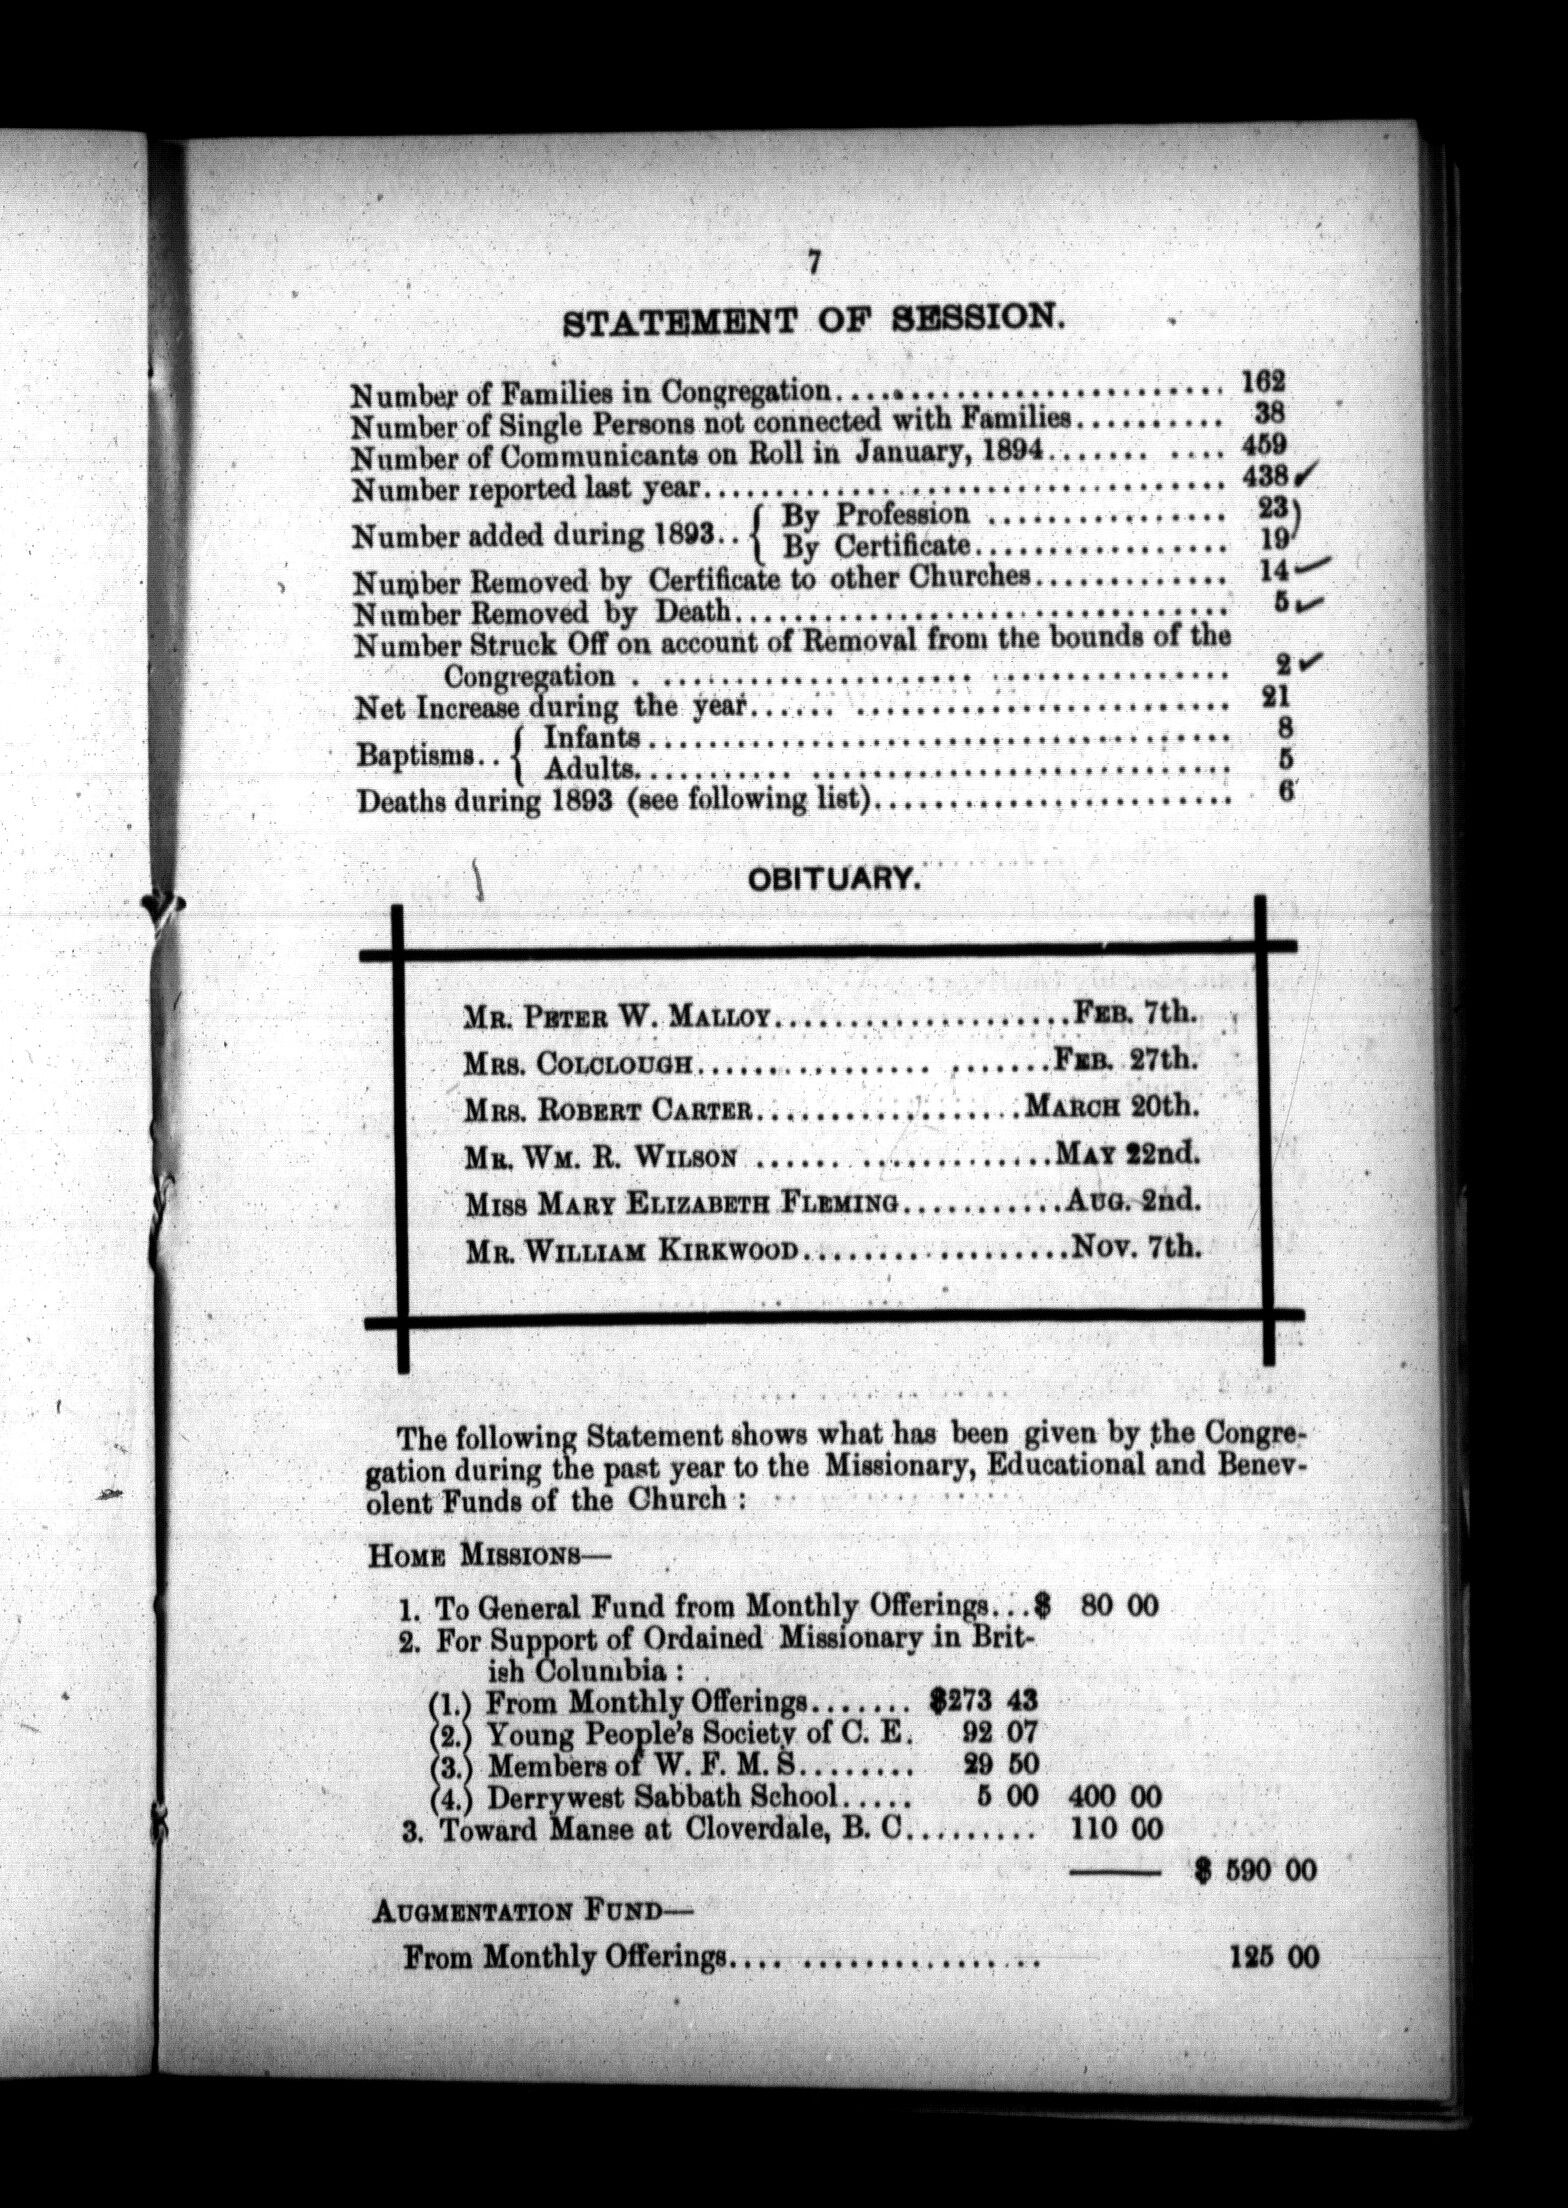 7
STATEMENT OF SESSION.
Number of Families in Congregation........................... 162
Number of Single Persons not connected with Families.......... 38
Number of Communicants on Roll in January, 1894....... .... 459
Number reported last year.................................... 438
Number added during 1893.. { By Profession ................ 23
By Certificate.................. 19
Number Removed by Certificate to other Churches............. 14
Number Removed by Death................................. 5
Number Struck Off on account of Removal from the bounds of the
Congregation . ..................... ................ 2
Net Increase during the year...... ......................... 21
Baptisms.. { Infants ........................................ 8
Adults........... ............................. 5
Deaths during 1893 (see following list)........................ 6
OBITUARY.
MR. PETER W. MALLOY....................FEB. 7th.
MRS. COLCLOUGH................ .......FEB. 27th.
MRS. ROBERT CARTER..................MARCH 20th.
MR. WM. R. WILSON ...... .............MAY 22nd.
MISS MARY ELIZABETH FLEMING...........AUG. 2nd.
MR. WILLIAM KIRKWOOD..................NOV. 7th.
The following Statement shows what has been given by the Congre-
gation during the past year to the Missionary, Educational and Benev-
olent Funds of the Church :
HOME MISSIONS—
1. To General Fund from Monthly Offerings...$ 80 00
2. For Support of Ordained Missionary in Brit-
ish Columbia :
(1.) From Monthly Offerings....... $273 43
(2.) Young People's Society of C. E. 92 07
(3.) Members of W. F. M. S........ 29 50
(4.) Derrywest Sabbath School..... 5 00 400 00
3. Toward Manse at Cloverdale, B. C......... 110 00
$ 590 00
AUGMENTATION FUND—
From Monthly Offerings.... ................ 125 00